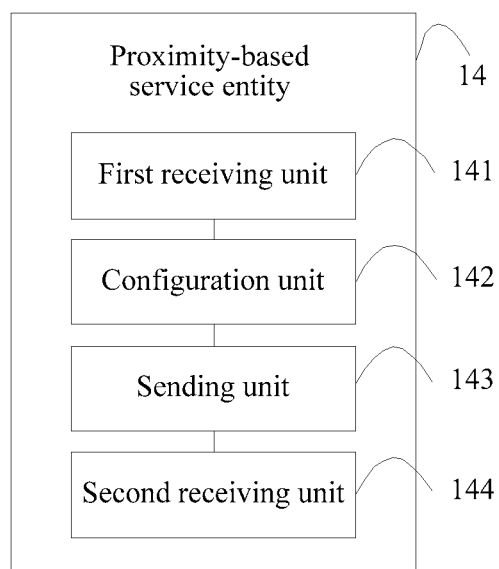 Proximity-based
service entity
14
First receiving unit
141
Configuration unit
142
Sending unit
143
Second receiving unit
144